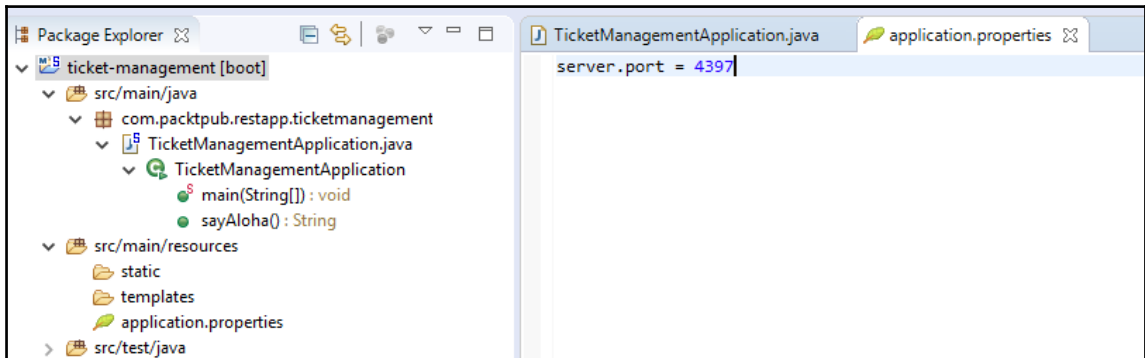 Package Explorer
ticket-management [boot]
src/main/java
com.packtpub.restapp.ticketmanagement
TicketManagementApplication.java
TicketManagementApplication
main(String[]) : void
sayAloha() : String
src/main/resources
static
templates
application.properties
src/test/java
TicketManagementApplication.java
application.properties
server.port = 4397